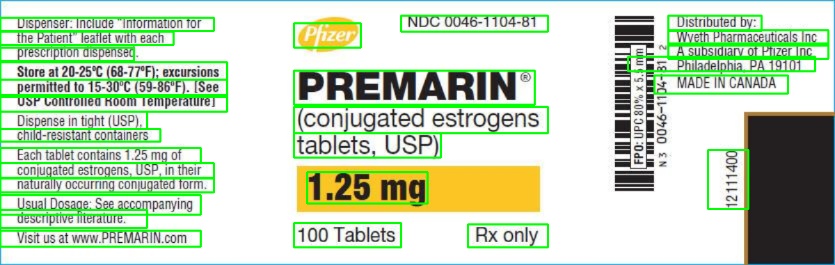 Dispenser: Include "Information for
the Patient" leaflet with each
prescription dispensed.
Store at 20-25°C (68-77°F); excursions
permitted to 15-30°C (59-86°F). [See
USP Controlled Room Temperature]
Dispense in tight (USP),
child-resistant containers
Each tablet contains 1.25 mg of
conjugated estrogens, USP, in their
naturally occurring conjugated form.
Usual Dosage: See accompanying
descriptive literature.
Visit us at www.PREMARIN.com
Pfizer
NDC 0046-1104-81
PREMARIN®
(conjugated estrogens
tablets, USP)
1.25 mg
100 Tablets
Rx only
FPO: UPC 80% x 5.5 mm
N 3 0046-1104-81 2
Distributed by:
Wyeth Pharmaceuticals Inc
A subsidiary of Pfizer Inc
Philadelphia, PA 19101
MADE IN CANADA
12111400